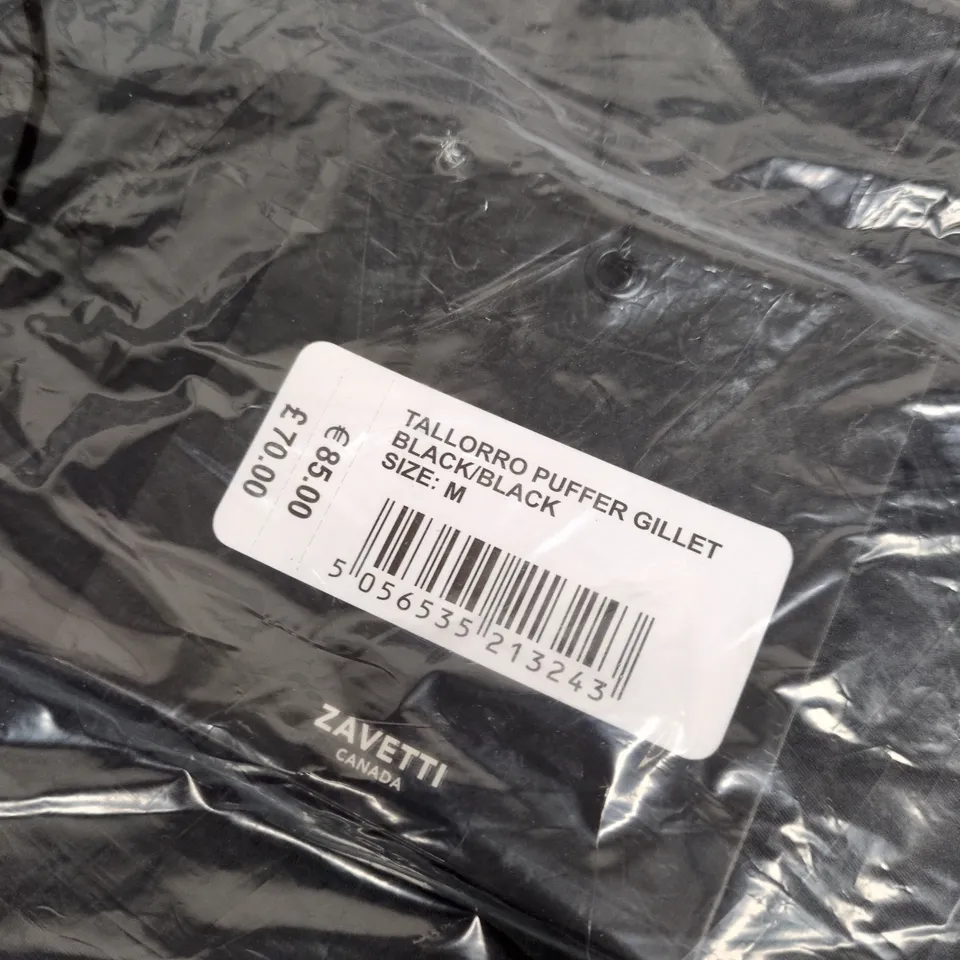 TALLORRO PUFFER GILLET
BLACK/BLACK
SIZE: M
€85.00
£70.00
5 056535 213243
ZAVETTI
CANADA